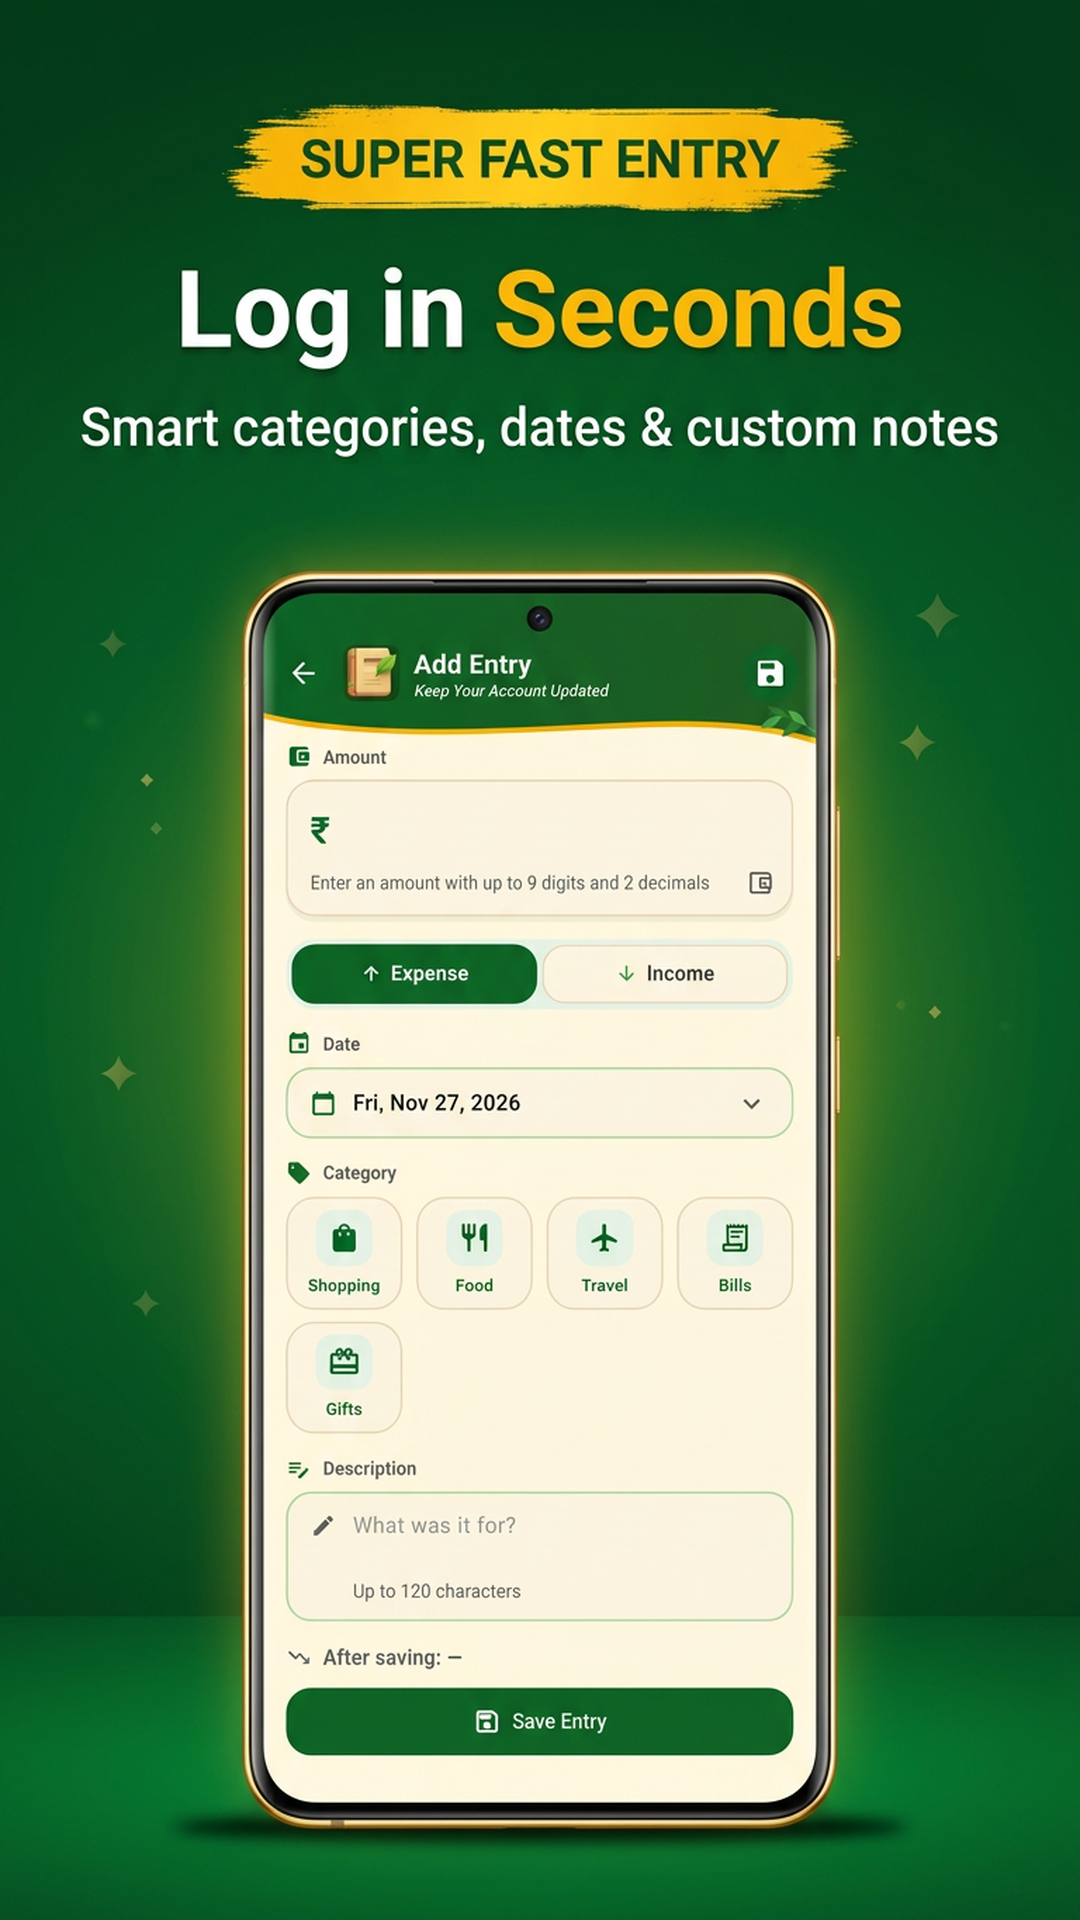 SUPER FAST ENTRY
Log in Seconds
Smart categories, dates & custom notes
Add Entry
Keep Your Account Updated
Amount
₹
Enter an amount with up to 9 digits and 2 decimals
Expense
Income
Date
Fri, Nov 27, 2026
Category
Shopping
Food
Travel
Bills
Gifts
Description
What was it for?
Up to 120 characters
After saving: –
Save Entry